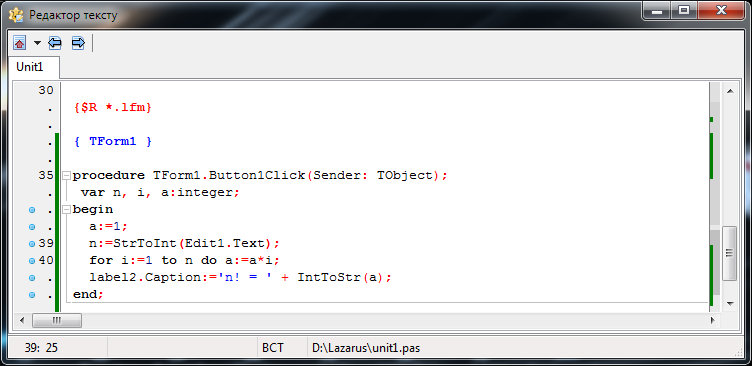 Редактор тексту
Unit1
30
. {$R *.lfm}
.
. { TForm1 }
.
35 procedure TForm1.Button1Click(Sender: TObject);
. var n, i, a:integer;
. begin
. a:=1;
39 n:=StrToInt(Edit1.Text);
40 for i:=1 to n do a:=a*i;
. label2.Caption:='n! = ' + IntToStr(a);
. end;
39: 25 ВСТ D:\Lazarus\unit1.pas